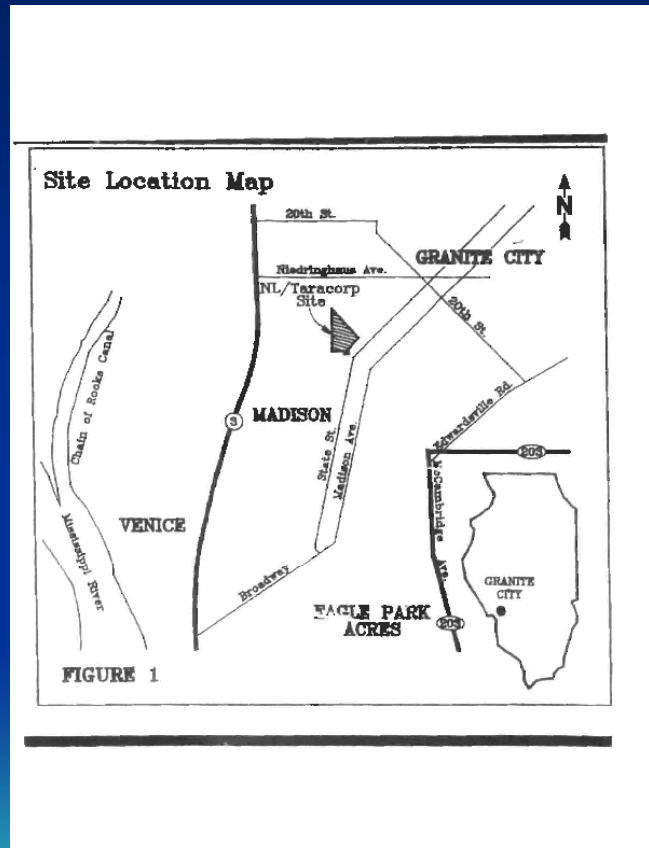 Site Location Map
N
20th St.
GRANITE CITY
Niedringhaus Ave.
NL/Taracorp
Site
20th St.
Chain of Rocks Canal
3
MADISON
State St.
Madison Ave.
Edwardsville Rd.
203
McCambridge Ave.
VENICE
Mississippi River
Broadway
GRANITE
CITY
EAGLE PARK
ACRES
203
FIGURE 1